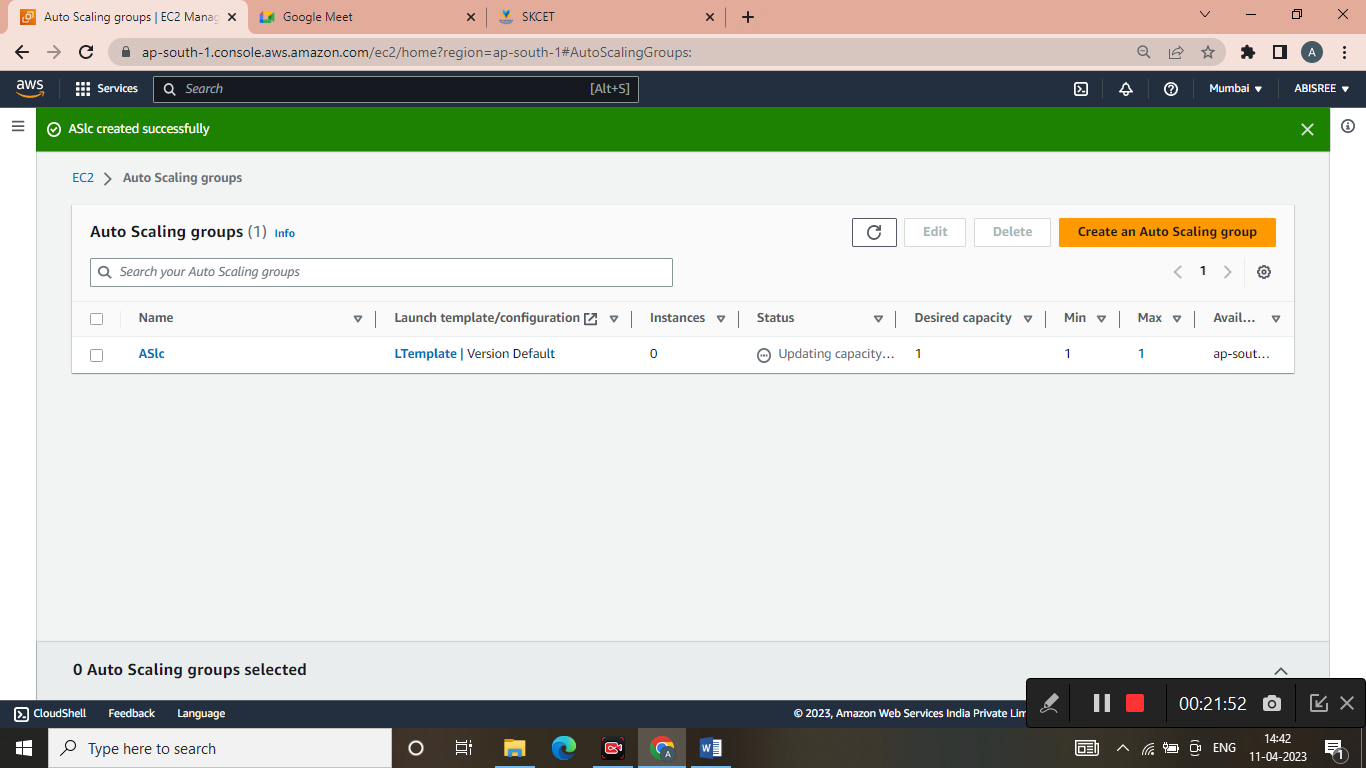 Auto Scaling groups | EC2 Manag
Google Meet
SKCET
ap-south-1.console.aws.amazon.com/ec2/home?region=ap-south-1#AutoScalingGroups:
A
aws
Services
Search
[Alt+S]
Mumbai
ABISREE
ASlc created successfully
EC2
Auto Scaling groups
Auto Scaling groups (1) Info
Edit
Delete
Create an Auto Scaling group
Search your Auto Scaling groups
1
Name
Launch template/configuration
Instances
Status
Desired capacity
Min
Max
Avail...
ASlc
LTemplate | Version Default
0
Updating capacity...
1
1
1
ap-sout...
0 Auto Scaling groups selected
CloudShell
Feedback
Language
© 2023, Amazon Web Services India Private Lim
00:21:52
Type here to search
ENG
14:42
11-04-2023
1